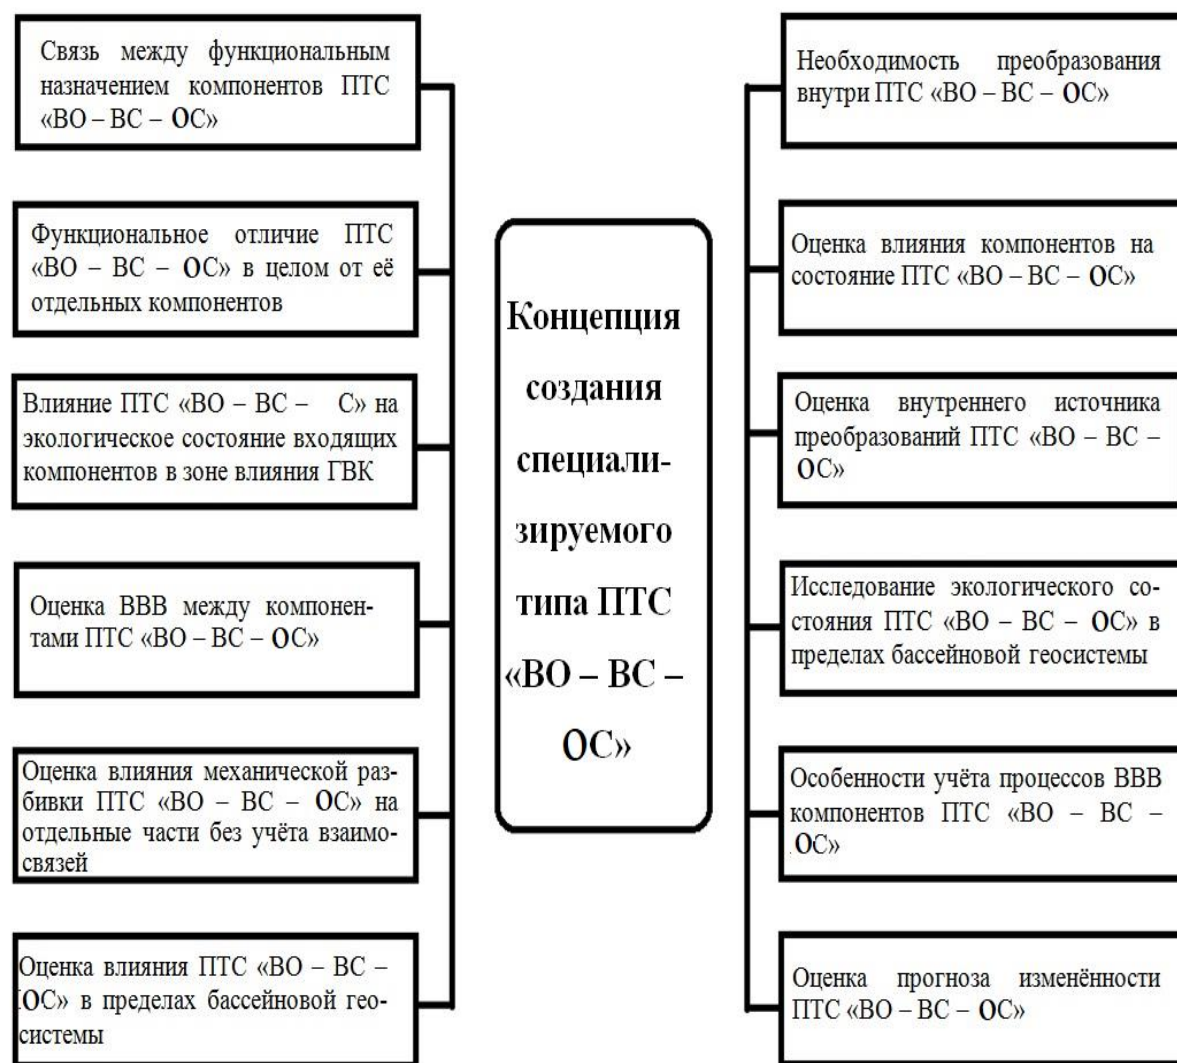 Связь между функциональным
назначением компонентов ПТС
«ВО – ВС – ОС»
Функциональное отличие ПТС
«ВО – ВС – ОС» в целом от её
отдельных компонентов
Влияние ПТС «ВО – ВС – С» на
экологическое состояние входящих
компонентов в зоне влияния ГВК
Оценка ВВВ между компонен-
тами ПТС «ВО – ВС – ОС»
Оценка влияния механической раз-
бивки ПТС «ВО – ВС – ОС» на
отдельные части без учёта взаимо-
связей
Оценка влияния ПТС «ВО – ВС –
ОС» в пределах бассейновой гео-
системы
Концепция
создания
специали-
зируемого
типа ПТС
«ВО – ВС –
ОС»
Необходимость преобразования
внутри ПТС «ВО – ВС – ОС»
Оценка влияния компонентов на
состояние ПТС «ВО – ВС – ОС»
Оценка внутреннего источника
преобразований ПТС «ВО – ВС –
ОС»
Исследование экологического со-
стояния ПТС «ВО – ВС – ОС» в
пределах бассейновой геосистемы
Особенности учёта процессов ВВВ
компонентов ПТС «ВО – ВС –
ОС»
Оценка прогноза изменённости
ПТС «ВО – ВС – ОС»